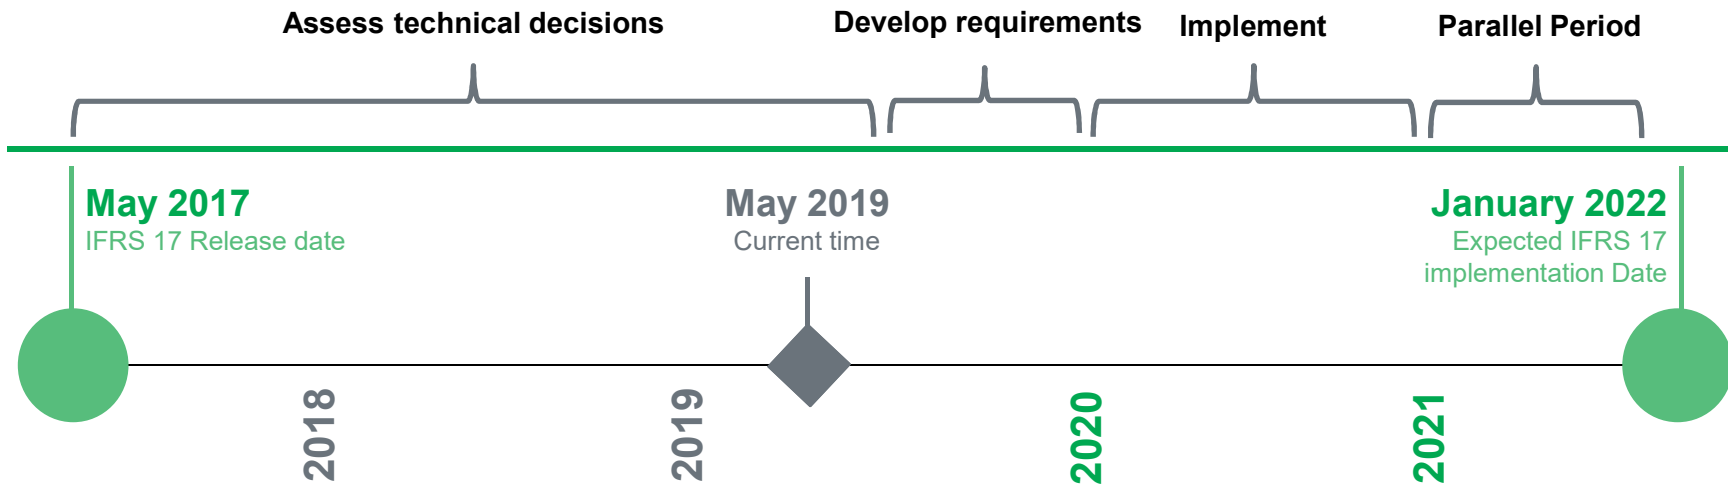 Assess technical decisions
Develop requirements
Implement
Parallel Period
May 2017
IFRS 17 Release date
May 2019
Current time
January 2022
Expected IFRS 17
implementation Date
2018
2019
2020
2021